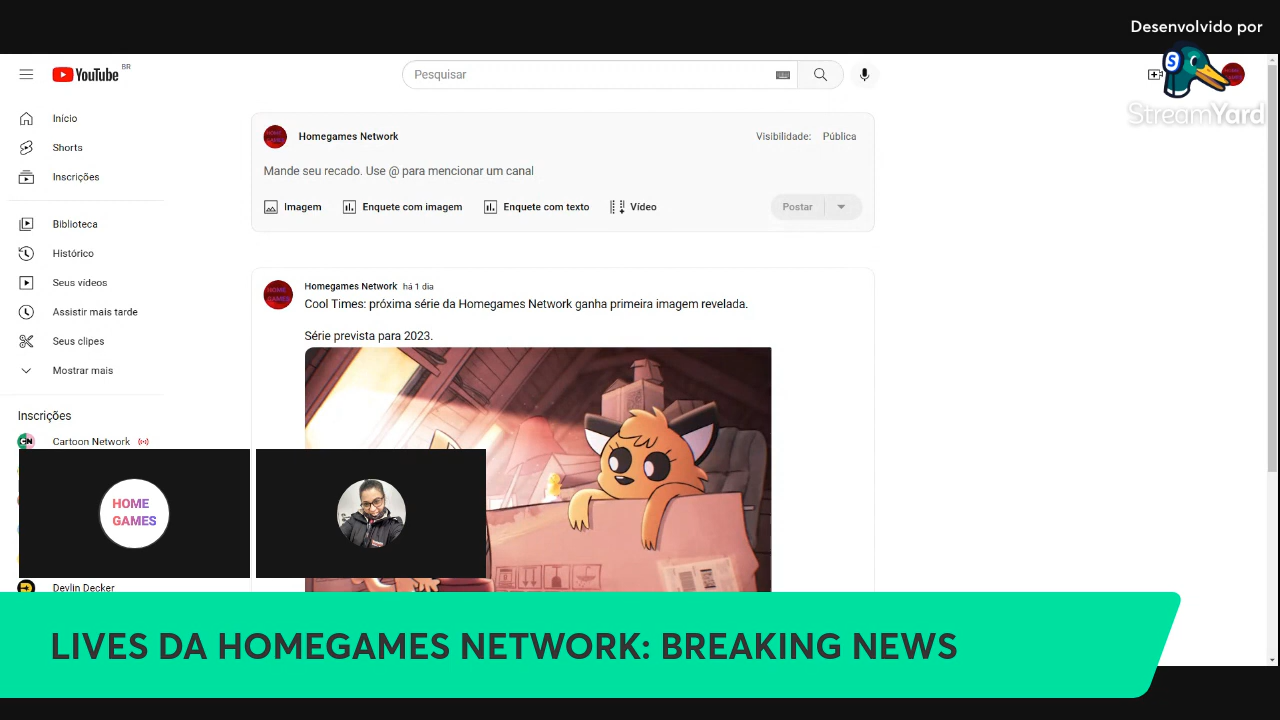 Desenvolvido por
StreamYard
YouTube BR
Pesquisar
Início
Shorts
Inscrições
Biblioteca
Histórico
Seus vídeos
Assistir mais tarde
Seus clipes
Mostrar mais
Inscrições
Cartoon Network
Devlin Decker
Homegames Network
Visibilidade: Pública
Mande seu recado. Use @ para mencionar um canal
Imagem
Enquete com imagem
Enquete com texto
Vídeo
Postar
Homegames Network há 1 dia
Cool Times: próxima série da Homegames Network ganha primeira imagem revelada.
Série prevista para 2023.
HOME
GAMES
LIVES DA HOMEGAMES NETWORK: BREAKING NEWS